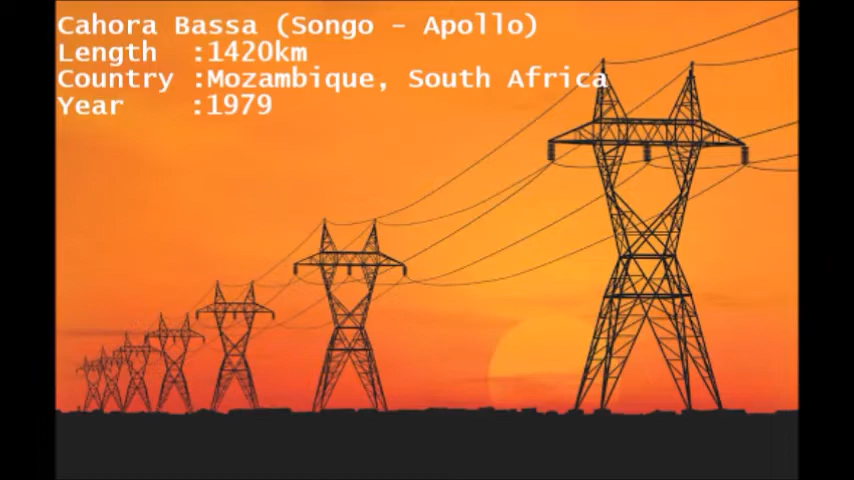 Cahora Bassa (Songo - Apollo)
Length  :1420km
Country :Mozambique, South Africa
Year    :1979